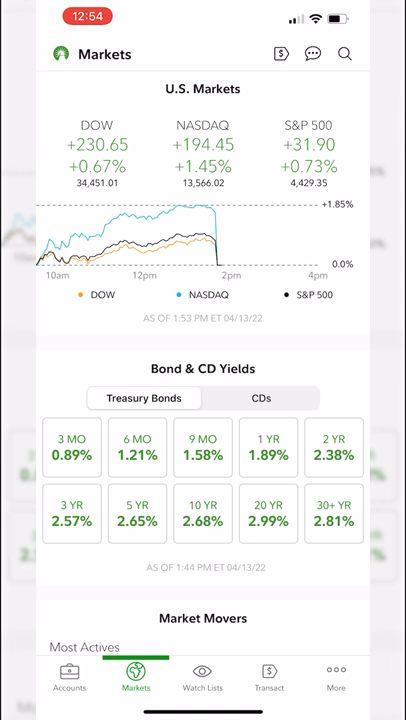 12:54
Markets
U.S. Markets
DOW NASDAQ S&P 500
+230.65 +194.45 +31.90
+0.67% +1.45% +0.73%
34,451.01 13,566.02 4,429.35
+1.85%
0.0%
10am 12pm 2pm 4pm
DOW NASDAQ S&P 500
AS OF 1:53 PM ET 04/13/22
Bond & CD Yields
Treasury Bonds CDs
3 MO 6 MO 9 MO 1 YR 2 YR
0.89% 1.21% 1.58% 1.89% 2.38%
3 YR 5 YR 10 YR 20 YR 30+ YR
2.57% 2.65% 2.68% 2.99% 2.81%
AS OF 1:44 PM ET 04/13/22
Market Movers
Most Actives
Accounts Markets Watch Lists Transact More